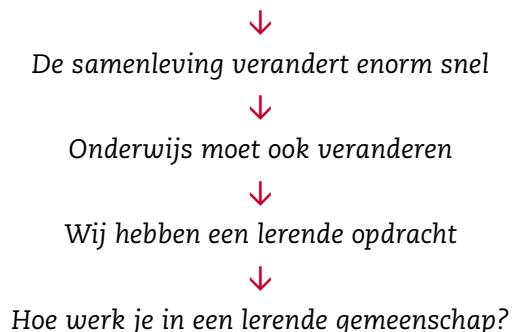 ↓
De samenleving verandert enorm snel
↓
Onderwijs moet ook veranderen
↓
Wij hebben een lerende opdracht
↓
Hoe werk je in een lerende gemeenschap?